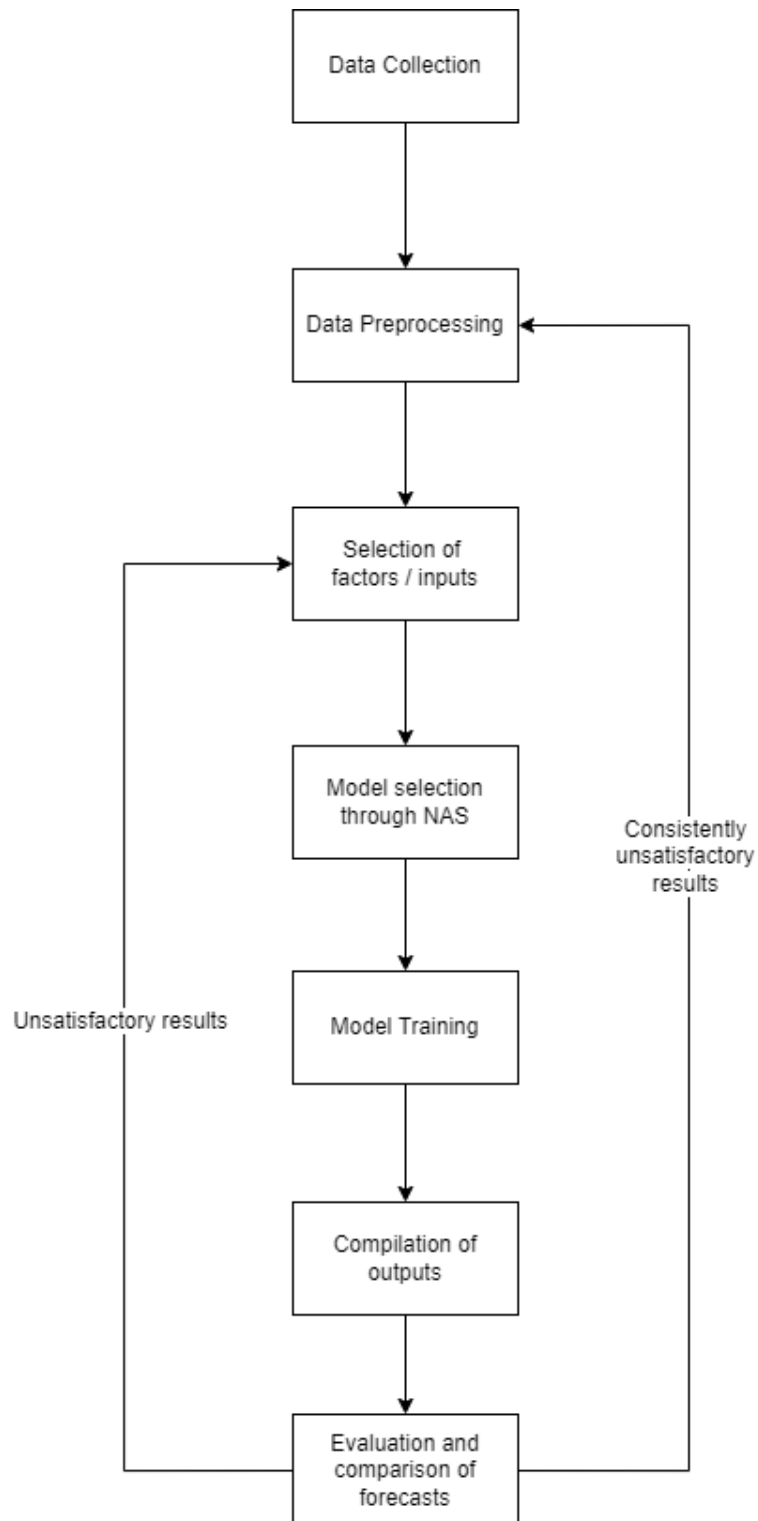 Data Collection
Data Preprocessing
Selection of
factors / inputs
Model selection
through NAS
Consistently
unsatisfactory
results
Unsatisfactory results
Model Training
Compilation of
outputs
Evaluation and
comparison of
forecasts